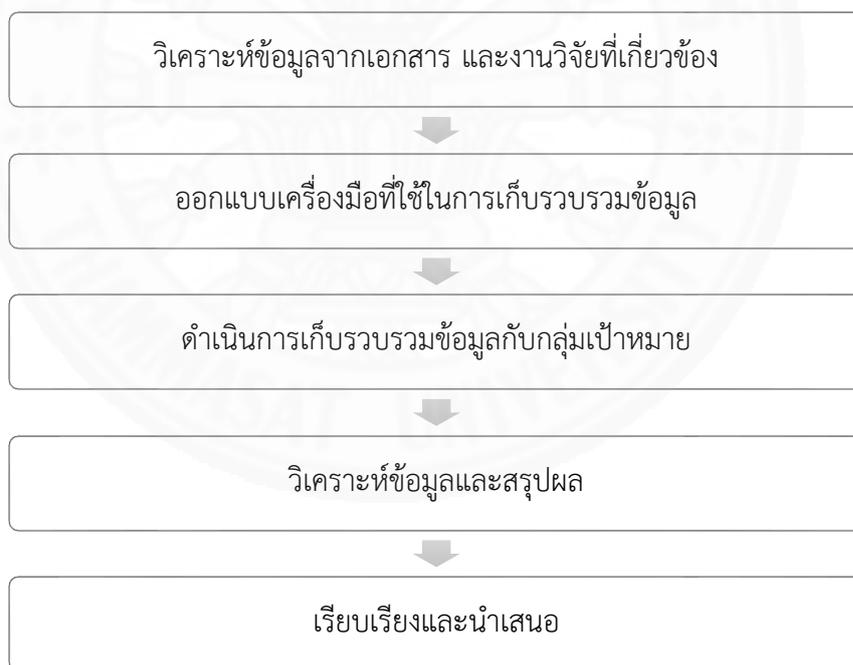 วิเคราะห์ข้อมูลจากเอกสาร และงานวิจัยที่เกี่ยวข้อง
ออกแบบเครื่องมือที่ใช้ในการเก็บรวบรวมข้อมูล
ดำเนินการเก็บรวบรวมข้อมูลกับกลุ่มเป้าหมาย
วิเคราะห์ข้อมูลและสรุปผล
เรียบเรียงและนำเสนอ
THAMMASAT UNIVERSITY